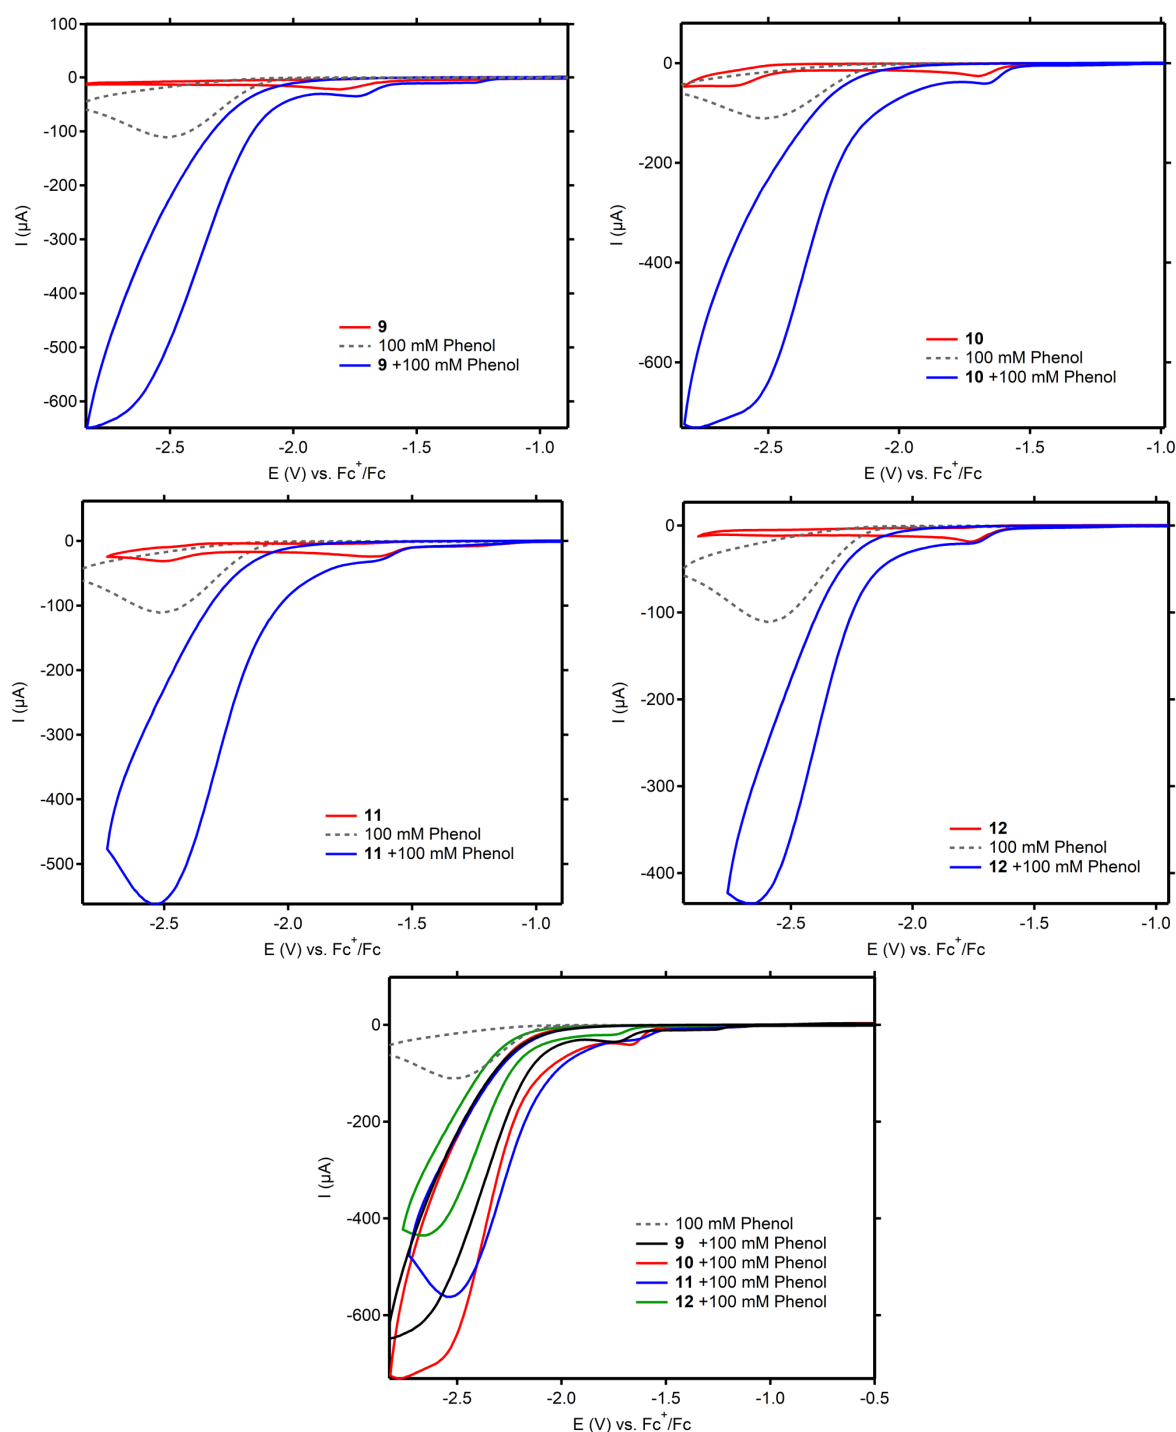 100
0
-100
-200
-300
-400
-500
-600
I (µA)
-2.5
-2.0
-1.5
-1.0
E (V) vs. Fc⁺/Fc
9
100 mM Phenol
9 +100 mM Phenol
0
-200
-400
-600
I (µA)
-2.5
-2.0
-1.5
-1.0
E (V) vs. Fc⁺/Fc
10
100 mM Phenol
10 +100 mM Phenol
0
-100
-200
-300
-400
-500
I (µA)
-2.5
-2.0
-1.5
-1.0
E (V) vs. Fc⁺/Fc
11
100 mM Phenol
11 +100 mM Phenol
0
-100
-200
-300
-400
I (µA)
-2.5
-2.0
-1.5
-1.0
E (V) vs. Fc⁺/Fc
12
100 mM Phenol
12 +100 mM Phenol
0
-200
-400
-600
I (µA)
-2.5
-2.0
-1.5
-1.0
-0.5
E (V) vs. Fc⁺/Fc
100 mM Phenol
9 +100 mM Phenol
10 +100 mM Phenol
11 +100 mM Phenol
12 +100 mM Phenol